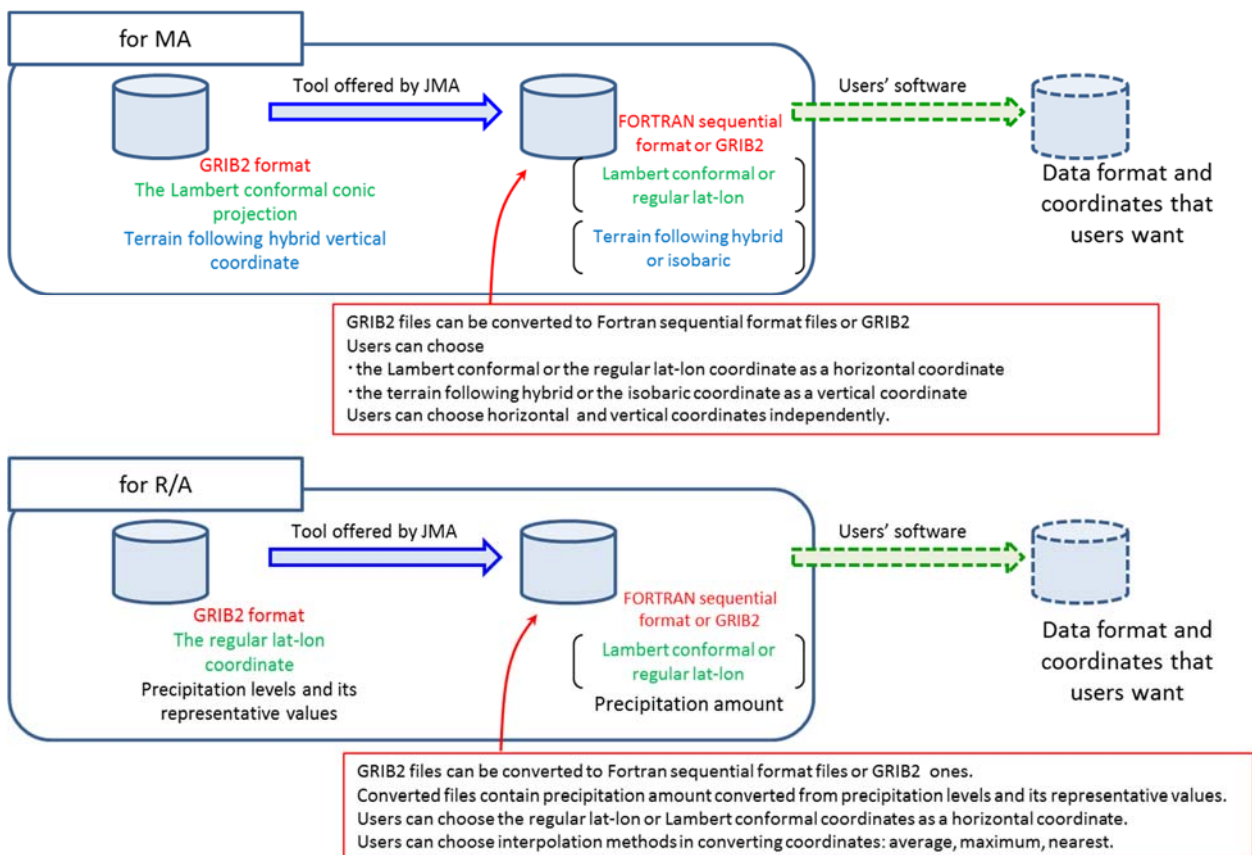 for MA
Tool offered by JMA
Users' software
GRIB2 format
The Lambert conformal conic
projection
Terrain following hybrid vertical
coordinate
FORTRAN sequential
format or GRIB2
Lambert conformal or
regular lat-lon
Terrain following hybrid
or isobaric
Data format and
coordinates that
users want
GRIB2 files can be converted to Fortran sequential format files or GRIB2
Users can choose
・the Lambert conformal or the regular lat-lon coordinate as a horizontal coordinate
・the terrain following hybrid or the isobaric coordinate as a vertical coordinate
Users can choose horizontal and vertical coordinates independently.
for R/A
Tool offered by JMA
Users' software
GRIB2 format
The regular lat-lon
coordinate
Precipitation levels and its
representative values
FORTRAN sequential
format or GRIB2
Lambert conformal or
regular lat-lon
Precipitation amount
Data format and
coordinates that
users want
GRIB2 files can be converted to Fortran sequential format files or GRIB2 ones.
Converted files contain precipitation amount converted from precipitation levels and its representative values.
Users can choose the regular lat-lon or Lambert conformal coordinates as a horizontal coordinate.
Users can choose interpolation methods in converting coordinates: average, maximum, nearest.